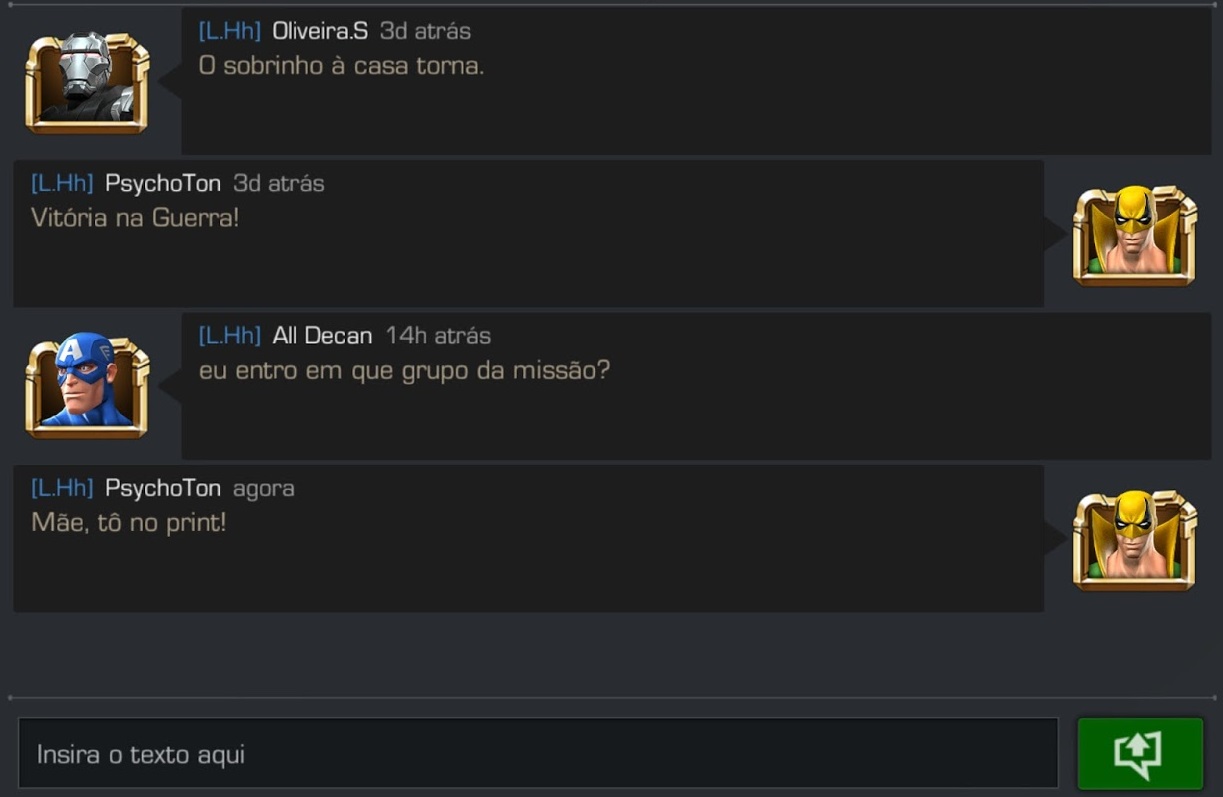 [L.Hh] Oliveira.S 3d atrás
O sobrinho à casa torna.
[L.Hh] PsychoTon 3d atrás
Vitória na Guerra!
[L.Hh] All Decan 14h atrás
eu entro em que grupo da missão?
[L.Hh] PsychoTon agora
Mãe, tô no print!
Insira o texto aqui